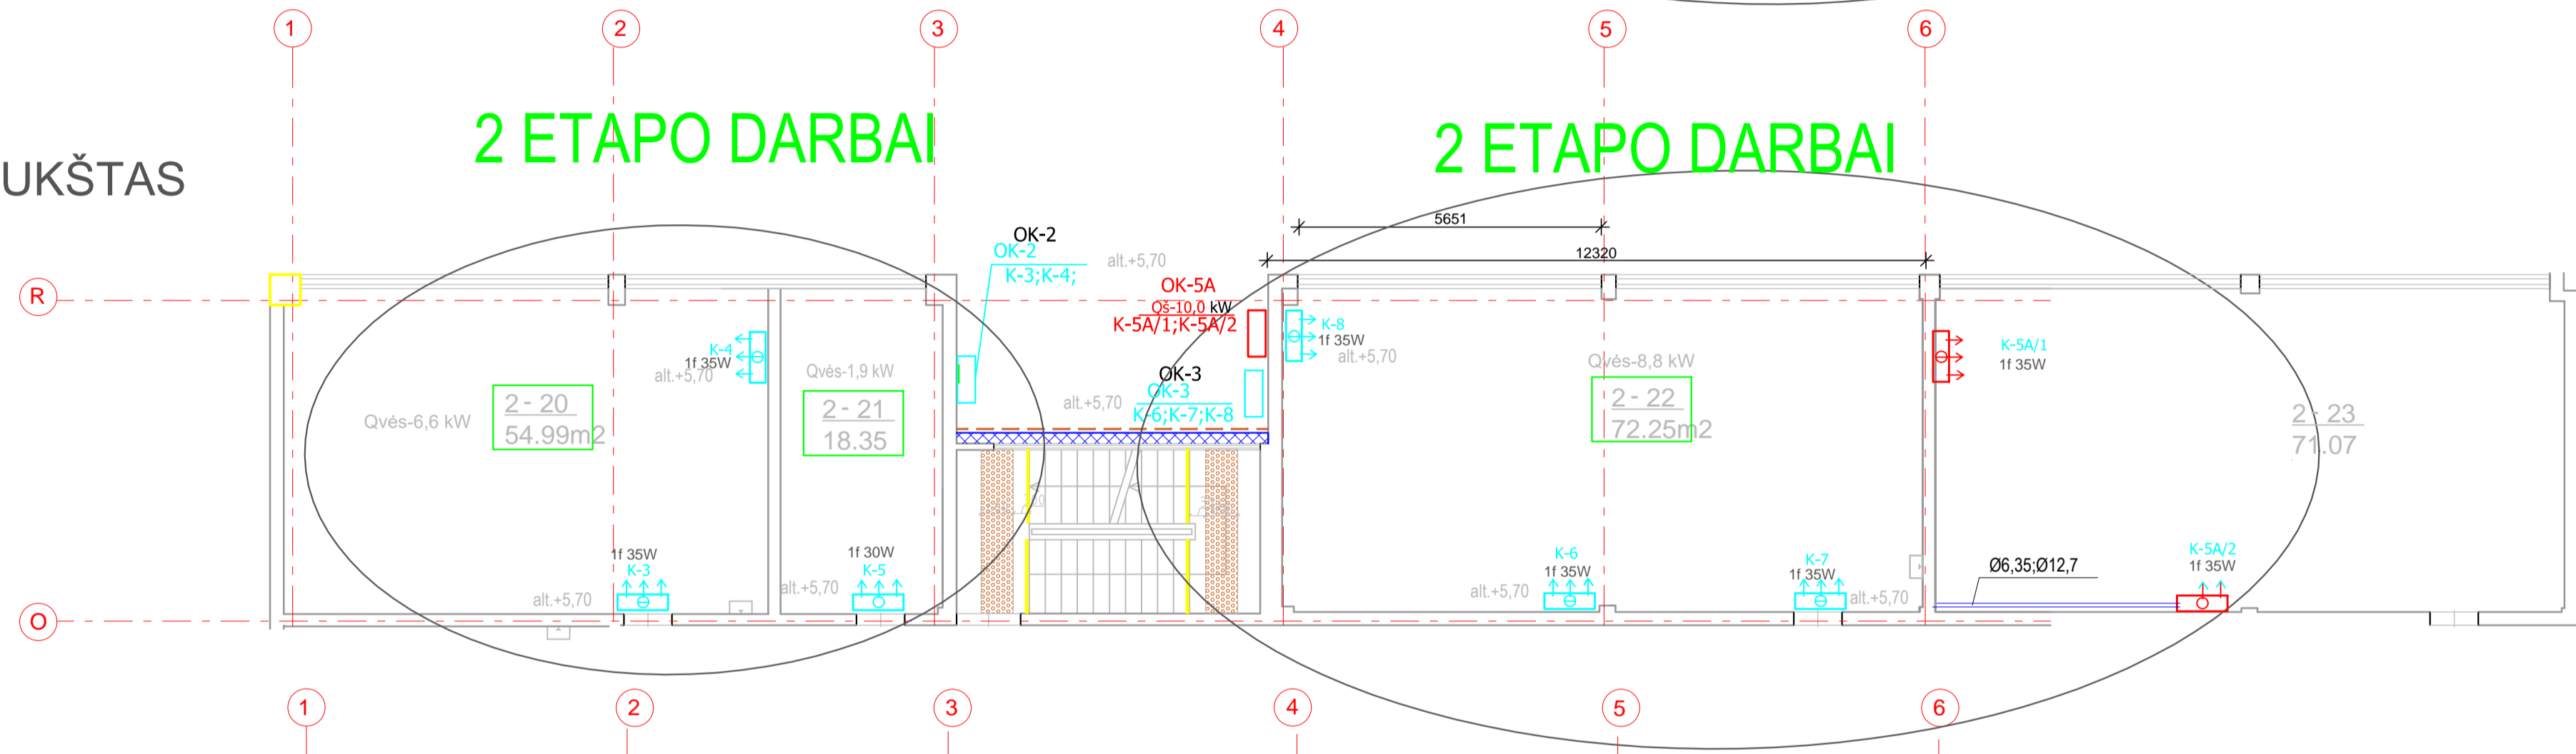 1 2 3 4 5 6
2 ETAPO DARBAI
2 ETAPO DARBAI
UKŠTAS
5651
12320
OK-2
OK-2
K-3;K-4;
alt.+5,70
OK-5A
Qš-10,0 kW
K-5A/1;K-5A/2
R
K-8
1f 35W
alt.+5,70
K-4
1f 35W
alt.+5,70
Qvės-1,9 kW
Qvės-8,8 kW
K-5A/1
1f 35W
OK-3
OK-3
K-6;K-7;K-8
alt.+5,70
Qvės-6,6 kW
2 - 20
54.99m2
2 - 21
18.35
2 - 22
72.25m2
2 - 23
71.07
1f 35W
K-3
alt.+5,70
1f 30W
K-5
alt.+5,70
K-6
1f 35W
alt.+5,70
K-7
1f 35W
alt.+5,70
Ø6,35;Ø12,7
K-5A/2
1f 35W
O
1 2 3 4 5 6